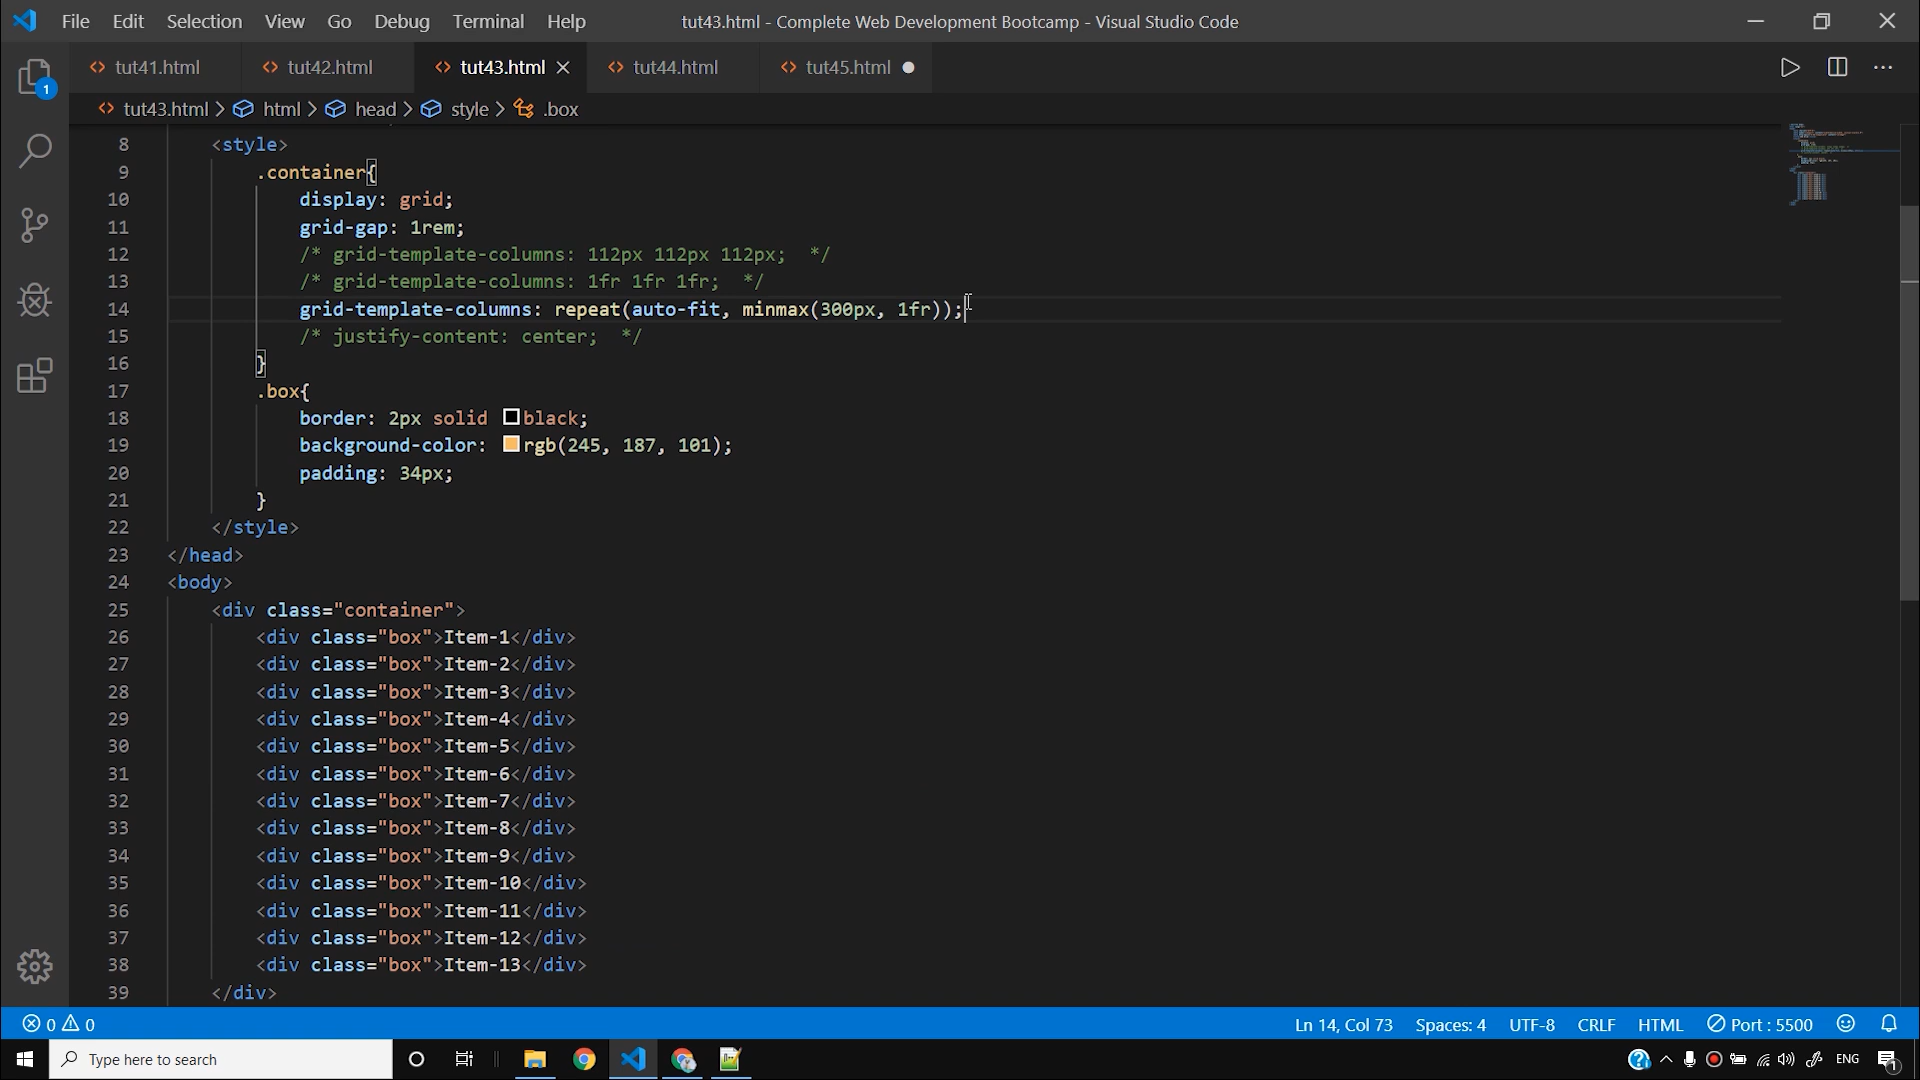 File Edit Selection View Go Debug Terminal Help tut43.html - Complete Web Development Bootcamp - Visual Studio Code
tut41.html tut42.html tut43.html tut44.html tut45.html
tut43.html > html > head > style > .box
8 <style>
9 .container{
10 display: grid;
11 grid-gap: 1rem;
12 /* grid-template-columns: 112px 112px 112px; */
13 /* grid-template-columns: 1fr 1fr 1fr; */
14 grid-template-columns: repeat(auto-fit, minmax(300px, 1fr));
15 /* justify-content: center; */
16 }
17 .box{
18 border: 2px solid black;
19 background-color: rgb(245, 187, 101);
20 padding: 34px;
21 }
22 </style>
23 </head>
24 <body>
25 <div class="container">
26 <div class="box">Item-1</div>
27 <div class="box">Item-2</div>
28 <div class="box">Item-3</div>
29 <div class="box">Item-4</div>
30 <div class="box">Item-5</div>
31 <div class="box">Item-6</div>
32 <div class="box">Item-7</div>
33 <div class="box">Item-8</div>
34 <div class="box">Item-9</div>
35 <div class="box">Item-10</div>
36 <div class="box">Item-11</div>
37 <div class="box">Item-12</div>
38 <div class="box">Item-13</div>
39 </div>
0 0 Ln 14, Col 73 Spaces: 4 UTF-8 CRLF HTML Port : 5500
Type here to search ENG 1